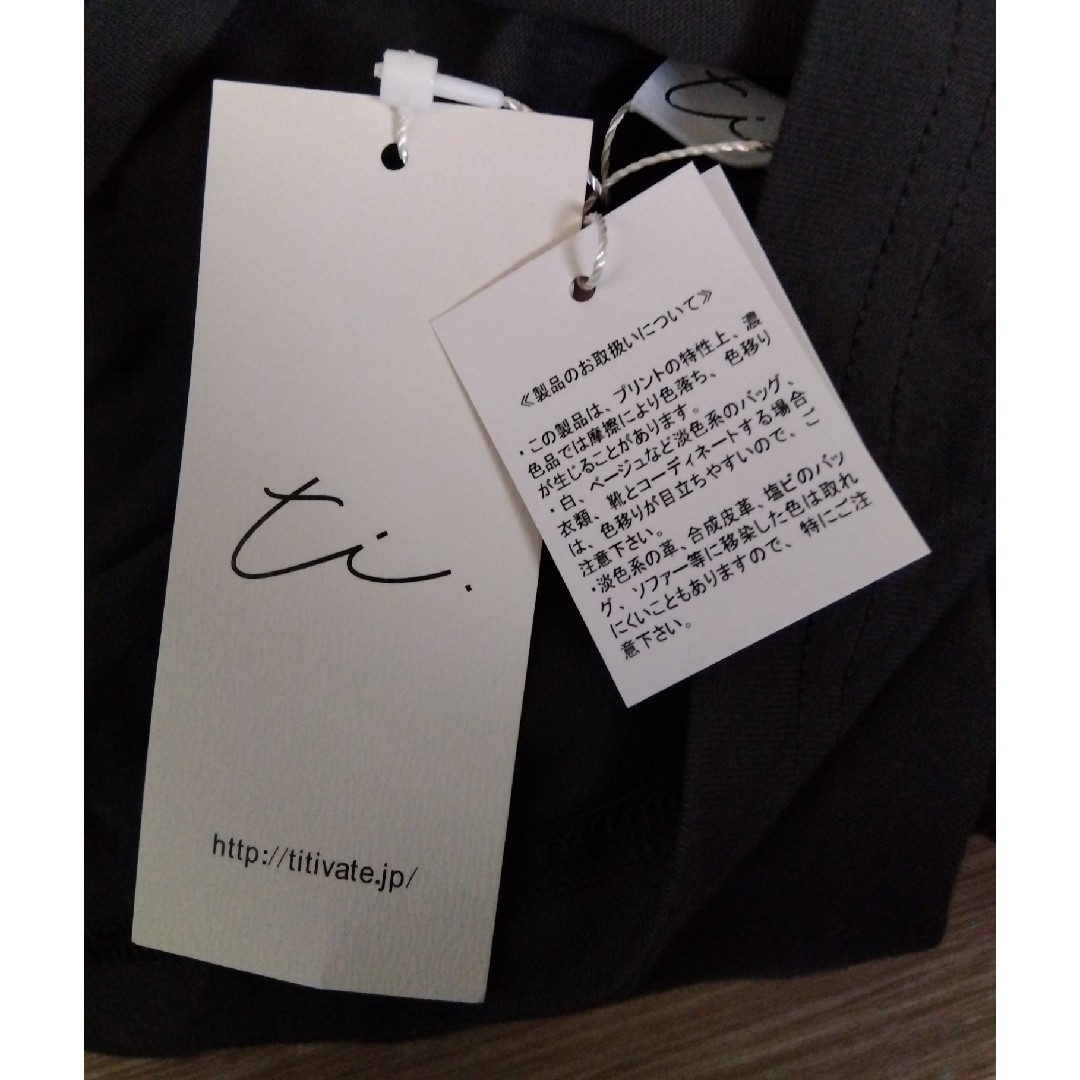 ti.
http://titivate.jp/
ti
≪製品のお取扱いについて≫
・この製品は、プリントの特性上、濃
色品では摩擦により色落ち、色移り
が生じることがあります。
・白、ベージュなど淡色系のバッグ、
衣類、靴とコーディネートする場合
は、色移りが目立ちやすいので、ご
注意下さい。
・淡色系の革、合成皮革、塩ビのバッ
グ、ソファー等に移染した色は取れ
にくいこともありますので、特にご注
意下さい。